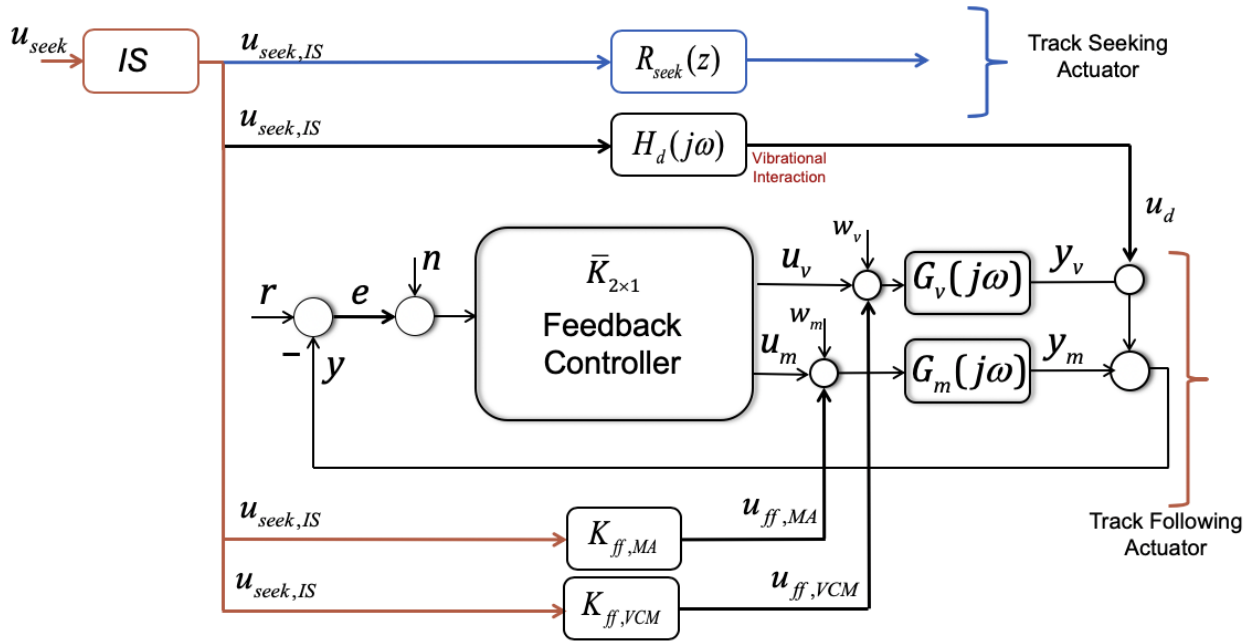 u_seek
IS
u_seek,IS
R_seek(z)
Track Seeking
Actuator
u_seek,IS
H_d(jω)
Vibrational
Interaction
u_d
r
e
n
K̄_2×1
Feedback
Controller
u_v
w_v
G_v(jω)
y_v
−
y
u_m
w_m
G_m(jω)
y_m
u_seek,IS
K_ff,MA
u_ff,MA
Track Following
Actuator
u_seek,IS
K_ff,VCM
u_ff,VCM